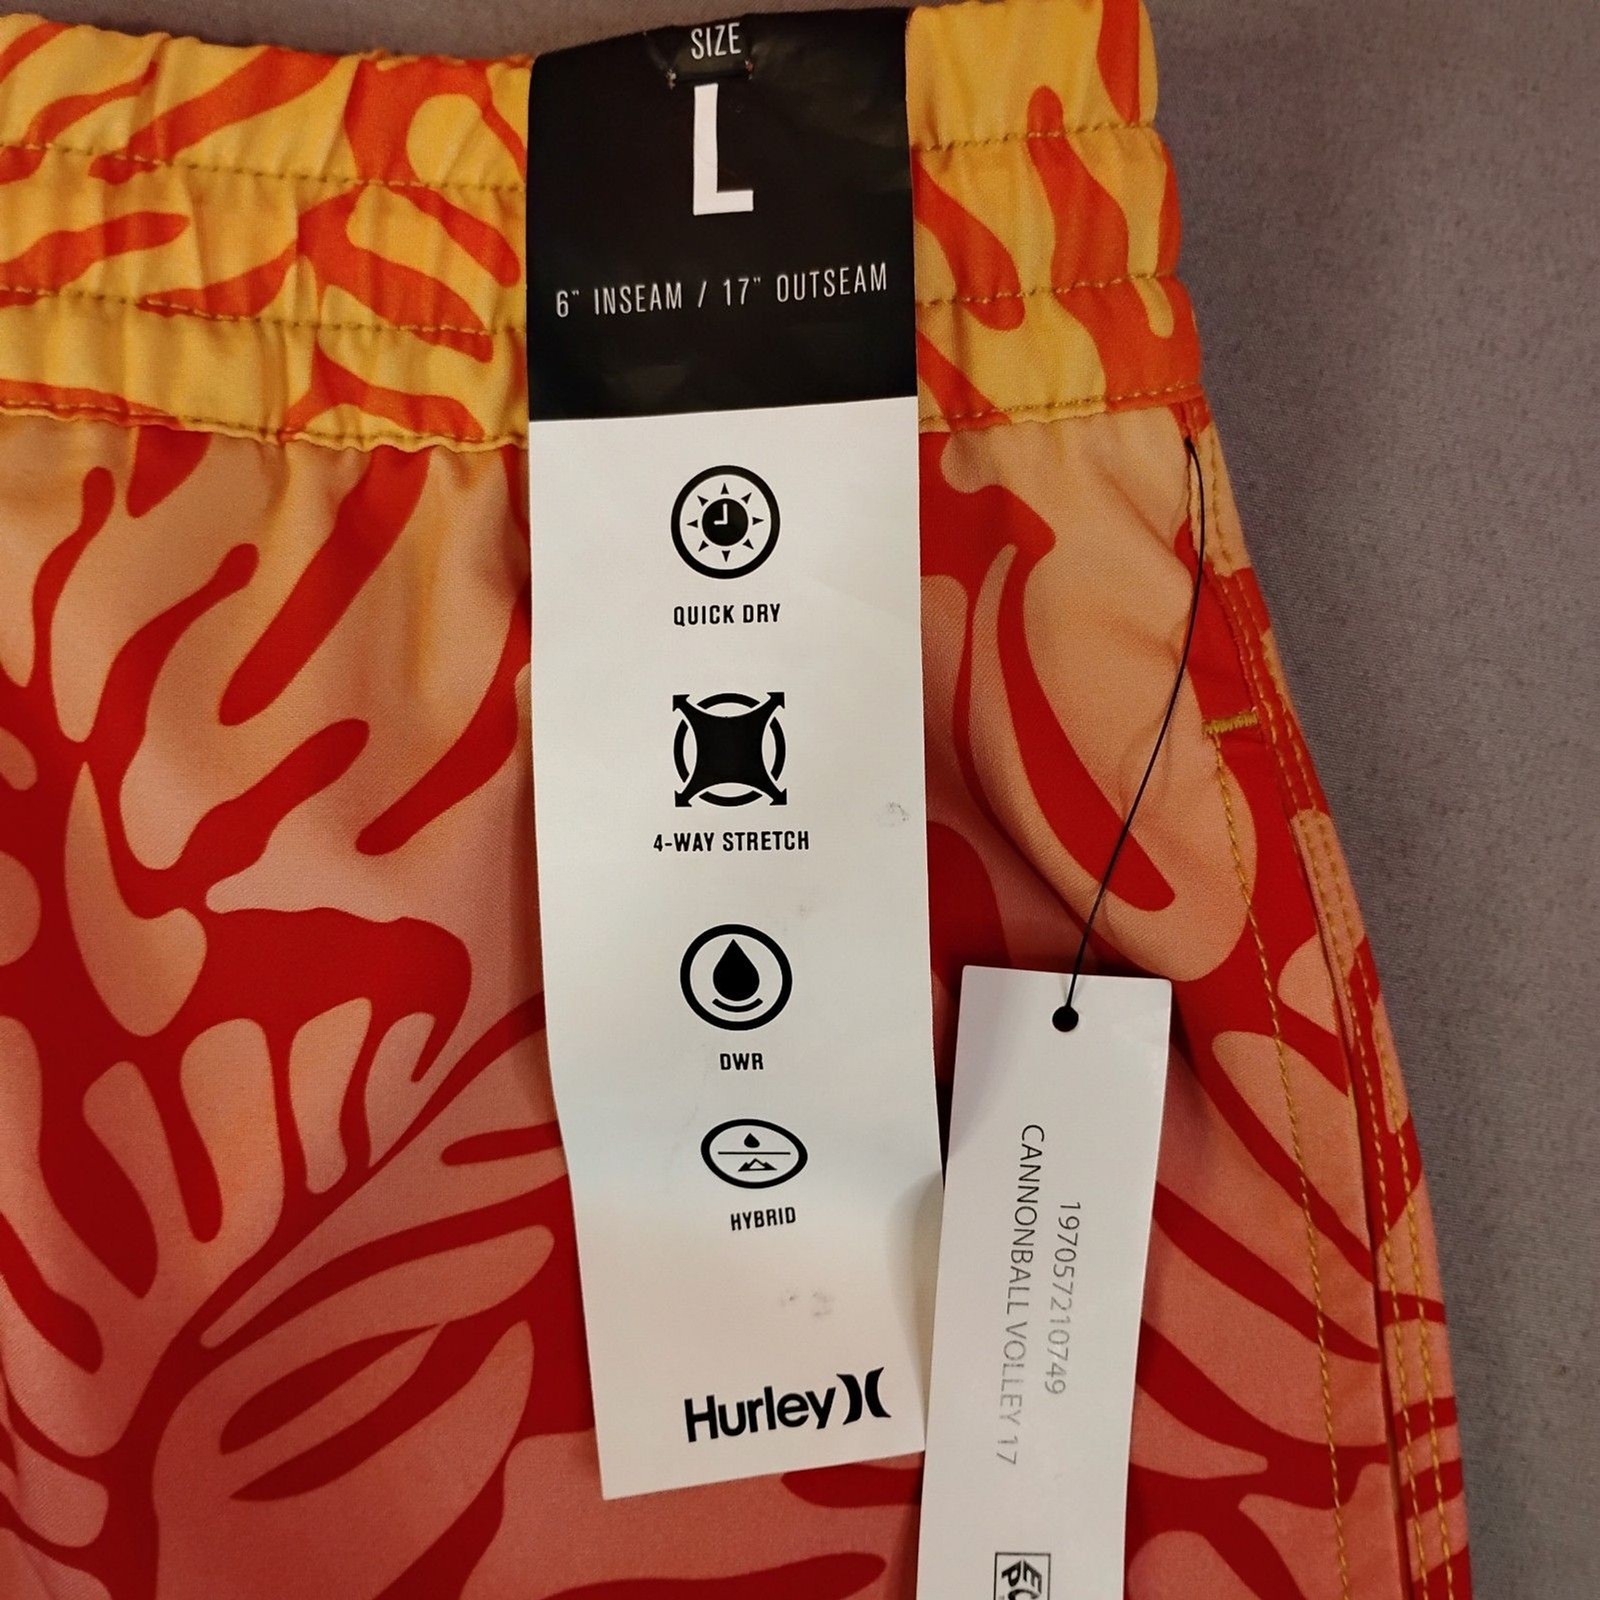 SIZE
L
6" INSEAM / 17" OUTSEAM
QUICK DRY
4-WAY STRETCH
DWR
HYBRID
Hurley
197057210749
CANNONBALL VOLLEY 17